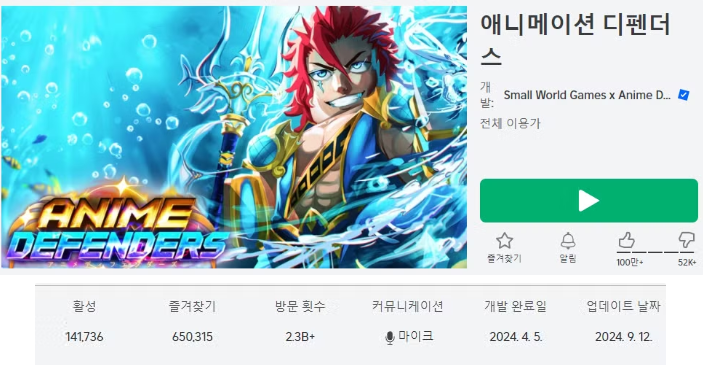 애니메이션 디펜더
스
개
발:
Small World Games x Anime D...
전체 이용가
ANIME
DEFENDERS
즐겨찾기 알림 100만+ 52K+
활성 즐겨찾기 방문 횟수 커뮤니케이션 개발 완료일 업데이트 날짜
141,736 650,315 2.3B+ 마이크 2024. 4. 5. 2024. 9. 12.